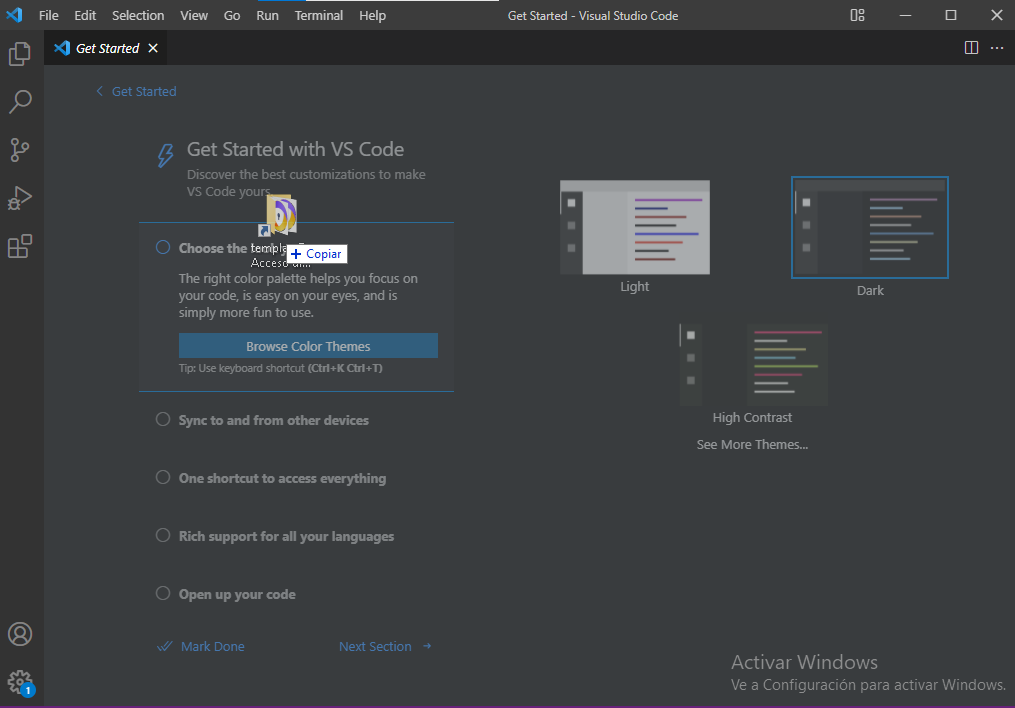 File Edit Selection View Go Run Terminal Help Get Started - Visual Studio Code
Get Started
Get Started
Get Started with VS Code
Discover the best customizations to make
VS Code yours.
Choose the
Copiar
Acceso di...
The right color palette helps you focus on
your code, is easy on your eyes, and is
simply more fun to use.
Browse Color Themes
Tip: Use keyboard shortcut (Ctrl+K Ctrl+T)
Sync to and from other devices
One shortcut to access everything
Rich support for all your languages
Open up your code
Mark Done Next Section
Light
Dark
High Contrast
See More Themes...
1
Activar Windows
Ve a Configuración para activar Windows.